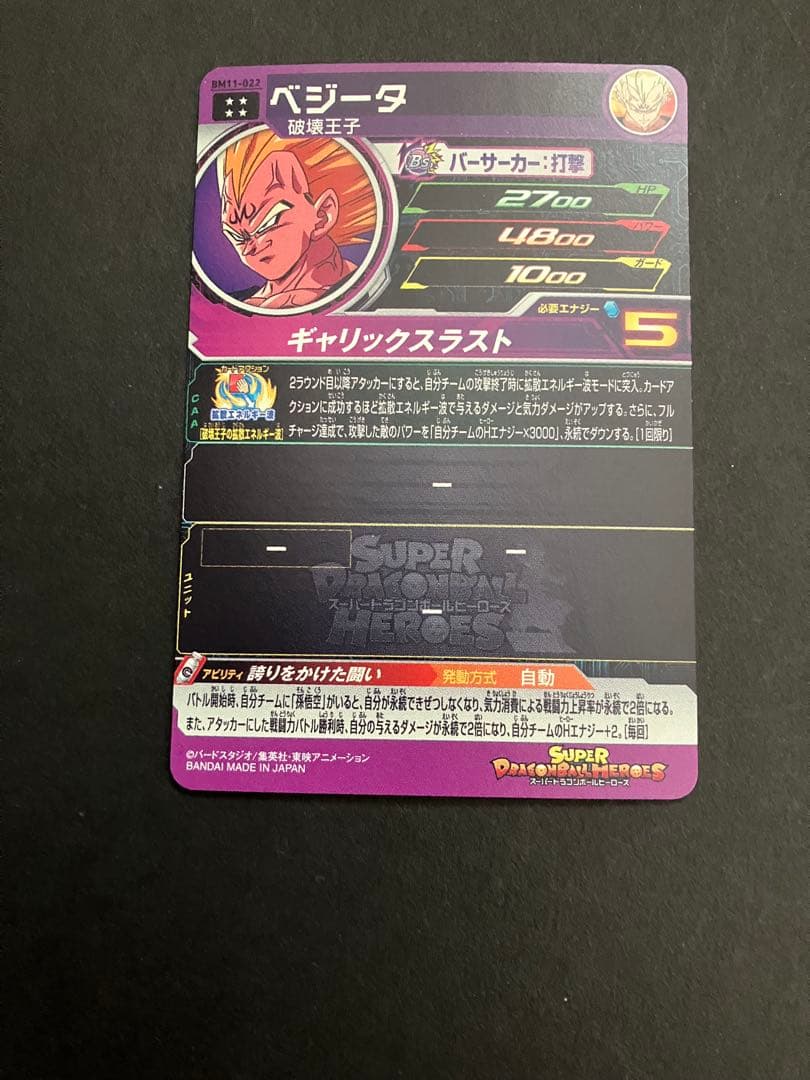 BM11-022
ベジータ
破壊王子
Bs バーサーカー:打撃
HP
2700
パワー
4800
ガード
1000
必要エナジー
5
ギャリックスラスト
CAA
カードアクション
拡散エネルギー波
[破壊王子の拡散エネルギー波]
2ラウンド目以降アタッカーにすると、自分チームの攻撃終了時に拡散エネルギー波モードに突入。カードア
クションに成功するほど拡散エネルギー波で与えるダメージと気力ダメージがアップする。さらに、フル
チャージ達成で、攻撃した敵のパワーを「自分チームのHエナジー×3000」、永続でダウンする。[1回限り]
ー
ユニット
ー
ー
ー
SUPER
DRAGONBALL
スーパードラゴンボールヒーローズ
HEROES
アビリティ 誇りをかけた闘い 発動方式 自動
バトル開始時、自分チームに「孫悟空」がいると、自分が永続できぜつしなくなり、気力消費による戦闘力上昇率が永続で2倍になる。
また、アタッカーにした戦闘力バトル勝利時、自分の与えるダメージが永続で2倍になり、自分チームのHエナジー+2。[毎回]
©バードスタジオ/集英社・東映アニメーション
BANDAI MADE IN JAPAN
SUPER
DRAGONBALL HEROES
スーパードラゴンボールヒーローズ